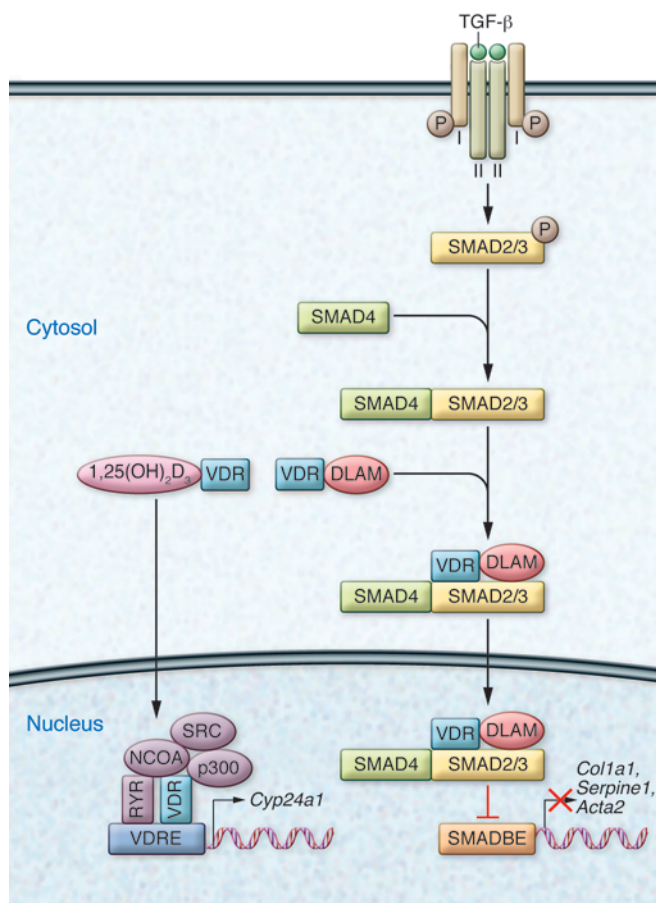 TGF-β
P
P
I
I
II
II
P
SMAD2/3
Cytosol
SMAD4
SMAD4
SMAD2/3
1,25(OH)₂D₃
VDR
VDR
DLAM
VDR
DLAM
SMAD4
SMAD2/3
Nucleus
SRC
NCOA
p300
RYR
VDR
Cyp24a1
VDRE
VDR
DLAM
SMAD4
SMAD2/3
Col1a1,
Serpine1,
Acta2
SMADBE